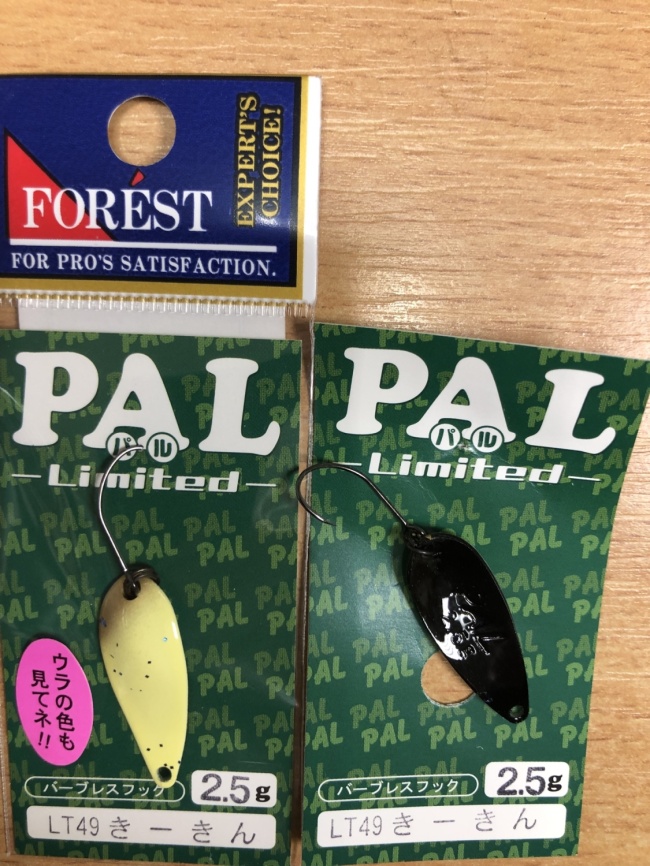 EXPERT'S
CHOICE!
FORÉST
FOR PRO'S SATISFACTION.
PAL
パル
Limited
ウラの色も
見てネ!!
バーブレスフック 2.5g
LT49 きーきん
PAL
パル
Limited
バーブレスフック 2.5g
LT49 きーきん